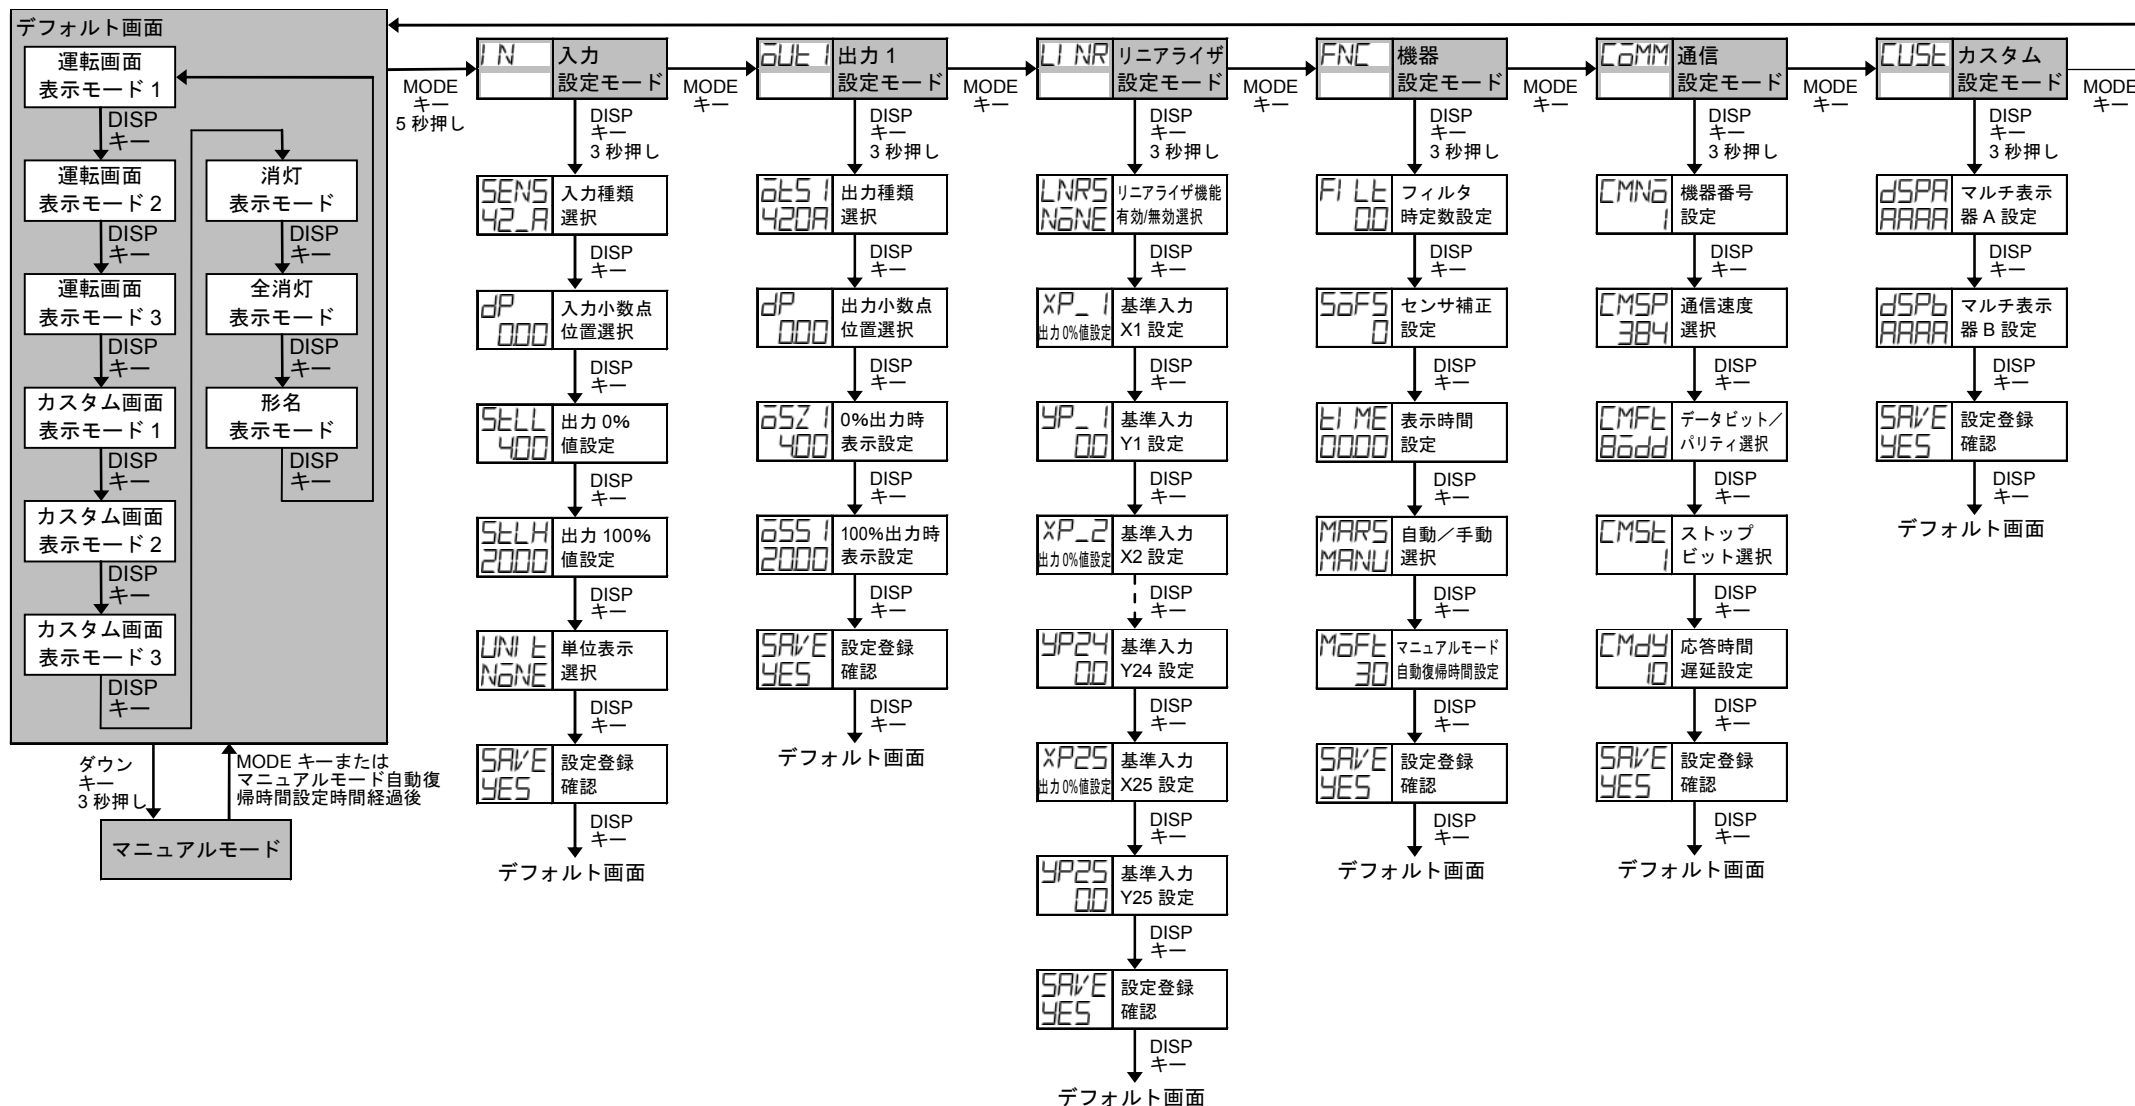 デフォルト画面
運転画面
表示モード 1
DISP
キー
運転画面
表示モード 2
DISP
キー
運転画面
表示モード 3
DISP
キー
カスタム画面
表示モード 1
DISP
キー
カスタム画面
表示モード 2
DISP
キー
カスタム画面
表示モード 3
DISP
キー
消灯
表示モード
DISP
キー
全消灯
表示モード
DISP
キー
形名
表示モード
DISP
キー
ダウン
キー
3 秒押し
MODE キーまたは
マニュアルモード自動復
帰時間設定時間経過後
マニュアルモード
MODE
キー
5 秒押し
IN
入力
設定モード
DISP
キー
3 秒押し
SENS
42_A
入力種類
選択
DISP
キー
dP
0.00
入力小数点
位置選択
DISP
キー
StLL
4.00
出力 0%
値設定
DISP
キー
StLH
20.00
出力 100%
値設定
DISP
キー
UNIt
NoNE
単位表示
選択
DISP
キー
SAVE
YES
設定登録
確認
DISP
キー
デフォルト画面
MODE
キー
oUt1
出力 1
設定モード
DISP
キー
3 秒押し
otS1
420A
出力種類
選択
DISP
キー
dP
0.00
出力小数点
位置選択
DISP
キー
oSZ1
4.00
0%出力時
表示設定
DISP
キー
oSS1
20.00
100%出力時
表示設定
DISP
キー
SAVE
YES
設定登録
確認
DISP
キー
デフォルト画面
MODE
キー
LINR
リニアライザ
設定モード
DISP
キー
3 秒押し
LNRS
NoNE
リニアライザ機能
有効/無効選択
DISP
キー
XP_1
出力0%値設定
基準入力
X1 設定
DISP
キー
YP_1
0.0
基準入力
Y1 設定
DISP
キー
XP_2
出力0%値設定
基準入力
X2 設定
DISP
キー
YP24
0.0
基準入力
Y24 設定
DISP
キー
XP25
出力0%値設定
基準入力
X25 設定
DISP
キー
YP25
0.0
基準入力
Y25 設定
DISP
キー
SAVE
YES
設定登録
確認
DISP
キー
デフォルト画面
MODE
キー
FNC
機器
設定モード
DISP
キー
3 秒押し
FILt
0.0
フィルタ
時定数設定
DISP
キー
SoFS
0
センサ補正
設定
DISP
キー
tIME
00.00
表示時間
設定
DISP
キー
MARS
MANU
自動／手動
選択
DISP
キー
MoFt
30
マニュアルモード
自動復帰時間設定
DISP
キー
SAVE
YES
設定登録
確認
DISP
キー
デフォルト画面
MODE
キー
CoMM
通信
設定モード
DISP
キー
3 秒押し
CMNo
1
機器番号
設定
DISP
キー
CMSP
384
通信速度
選択
DISP
キー
CMFt
8odd
データビット／
パリティ選択
DISP
キー
CMSt
1
ストップ
ビット選択
DISP
キー
CMdY
10
応答時間
遅延設定
DISP
キー
SAVE
YES
設定登録
確認
DISP
キー
デフォルト画面
MODE
キー
CUSt
カスタム
設定モード
DISP
キー
3 秒押し
dSPA
AAAA
マルチ表示
器 A 設定
DISP
キー
dSPb
AAAA
マルチ表示
器 B 設定
DISP
キー
SAVE
YES
設定登録
確認
DISP
キー
デフォルト画面
MODE
キー